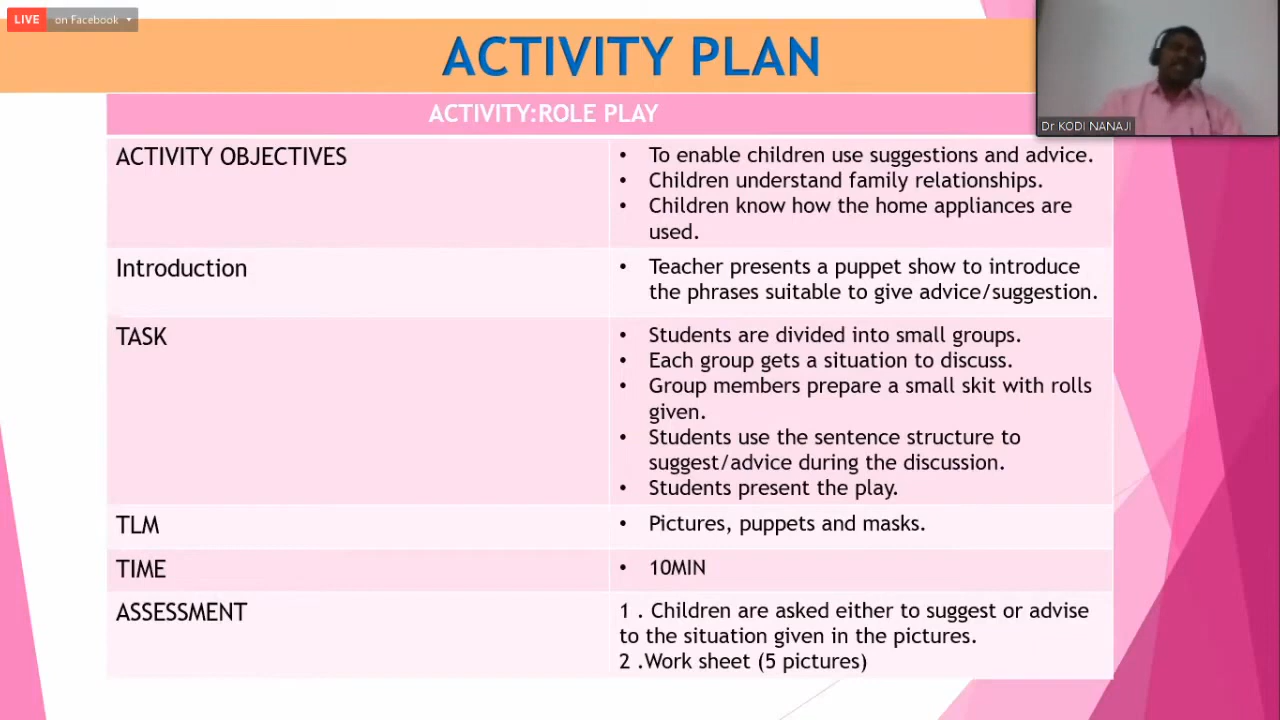 LIVE on Facebook
ACTIVITY PLAN
Dr KODI NANAJI
ACTIVITY:ROLE PLAY
ACTIVITY OBJECTIVES
• To enable children use suggestions and advice.
• Children understand family relationships.
• Children know how the home appliances are
used.
Introduction
• Teacher presents a puppet show to introduce
the phrases suitable to give advice/suggestion.
TASK
• Students are divided into small groups.
• Each group gets a situation to discuss.
• Group members prepare a small skit with rolls
given.
• Students use the sentence structure to
suggest/advice during the discussion.
• Students present the play.
TLM
• Pictures, puppets and masks.
TIME
• 10MIN
ASSESSMENT
1 . Children are asked either to suggest or advise
to the situation given in the pictures.
2 .Work sheet (5 pictures)